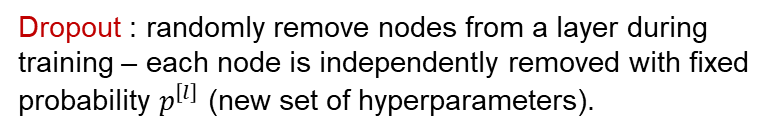 Dropout : randomly remove nodes from a layer during
training – each node is independently removed with fixed
probability p^[l] (new set of hyperparameters).